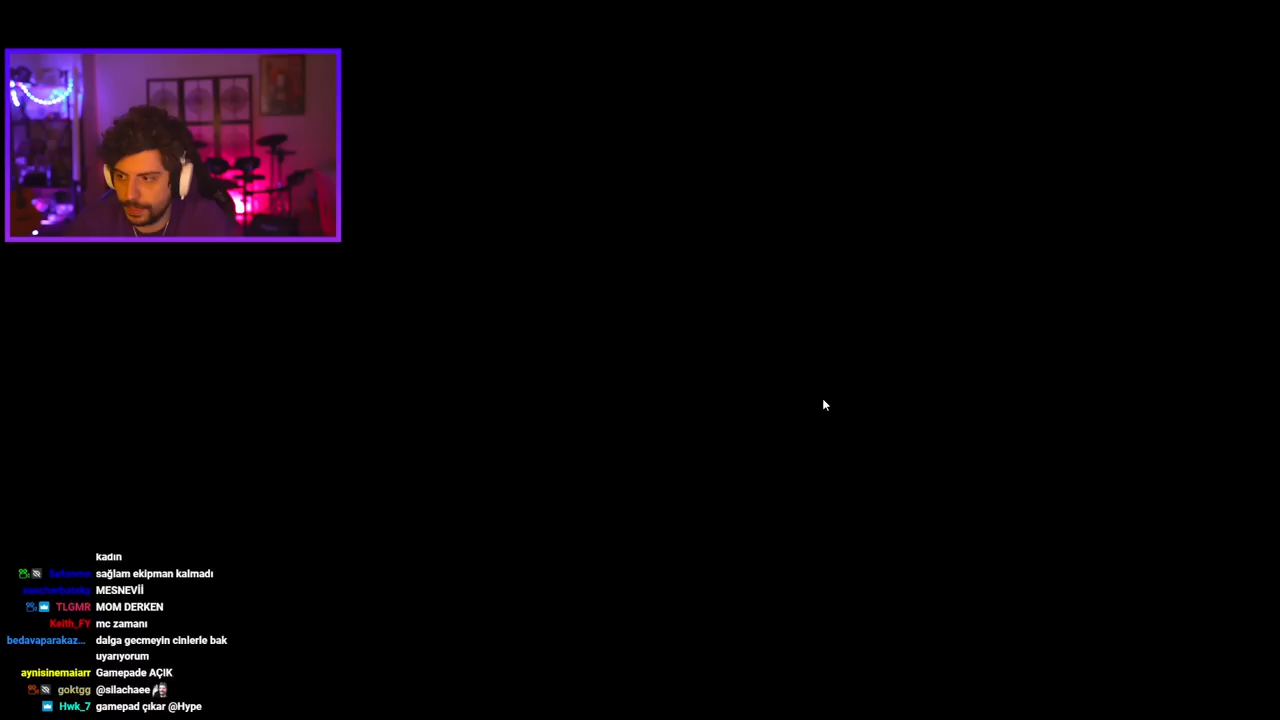 kadın
sağlam ekipman kalmadı
MESNEVİİ
TLGMR MOM DERKEN
Keith_FY mc zamanı
bedavaparakaz... dalga gecmeyin cinlerle bak
uyarıyorum
aynisinemaiarr Gamepade AÇIK
goktgg @silachaee
Hwk_7 gamepad çıkar @Hype